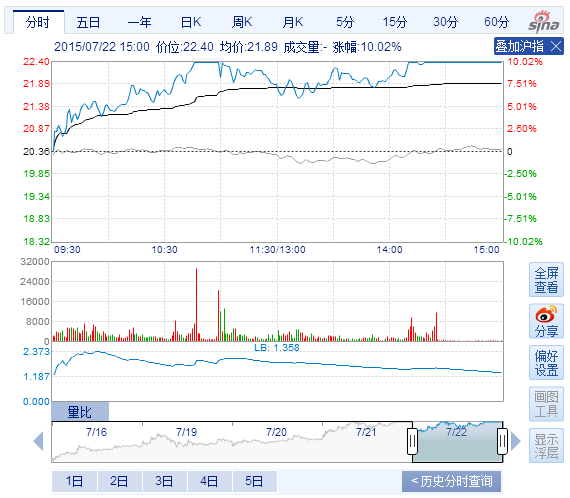 分时 五日 一年 日K 周K 月K 5分 15分 30分 60分 sina
2015/07/22 15:00 价位:22.40 均价:21.89 成交量:- 涨幅:10.02% 叠加沪指
22.40 10.02%
21.89 7.51%
21.38 5.01%
20.87 2.50%
20.36 0
19.85 -2.50%
19.34 -5.01%
18.83 -7.51%
18.32 -10.02%
09:30 10:30 11:30/13:00 14:00 15:00
32000
24000
16000
8000
0
2.373 LB: 1.358
1.187
0.000
量比
7/16 7/19 7/20 7/21 7/22
1日 2日 3日 4日 5日 < 历史分时查询
全屏
查看
分享
偏好
设置
画图
工具
显示
浮层